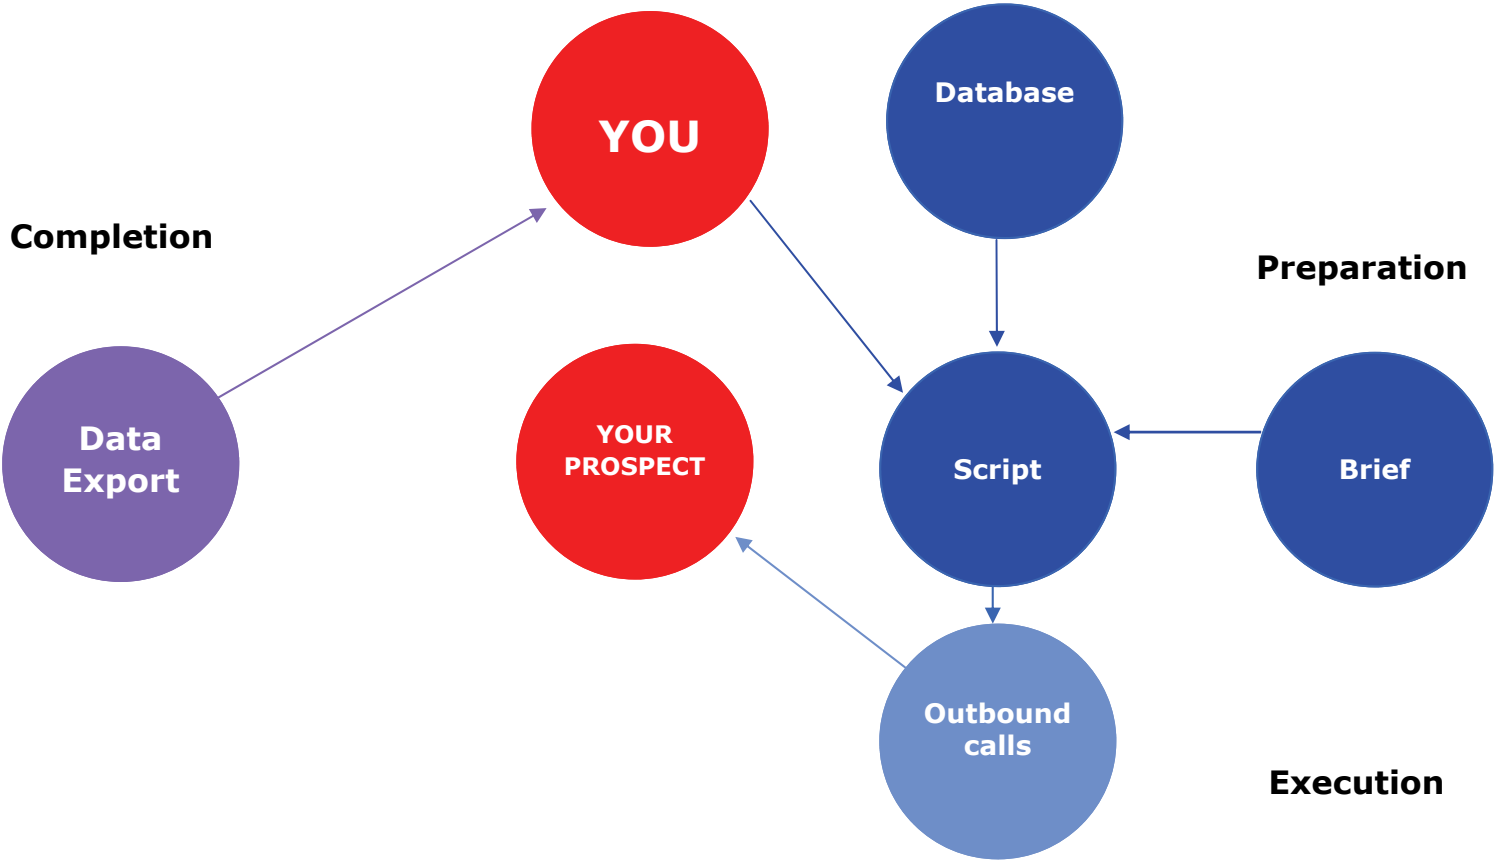 Database
YOU
Completion
Preparation
YOUR
PROSPECT
Data
Export
Script
Brief
Outbound
calls
Execution